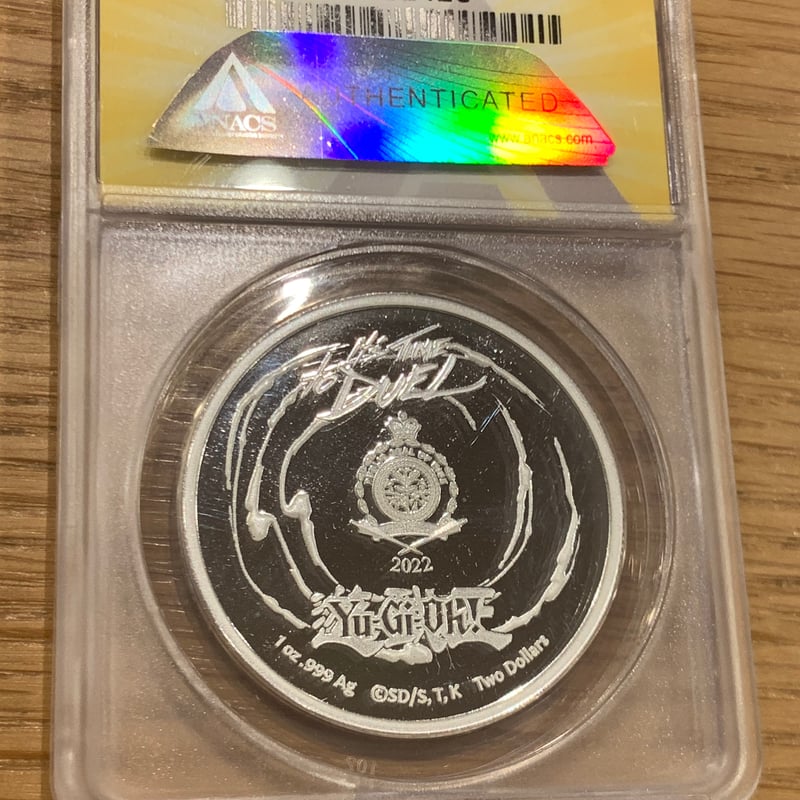 ANACS
AUTHENTICATED
www.anacs.com
It's Time
to
DUEL
2022
Yu-Gi-Oh!
1 oz .999 Ag ©SD/S, T, K Two Dollars